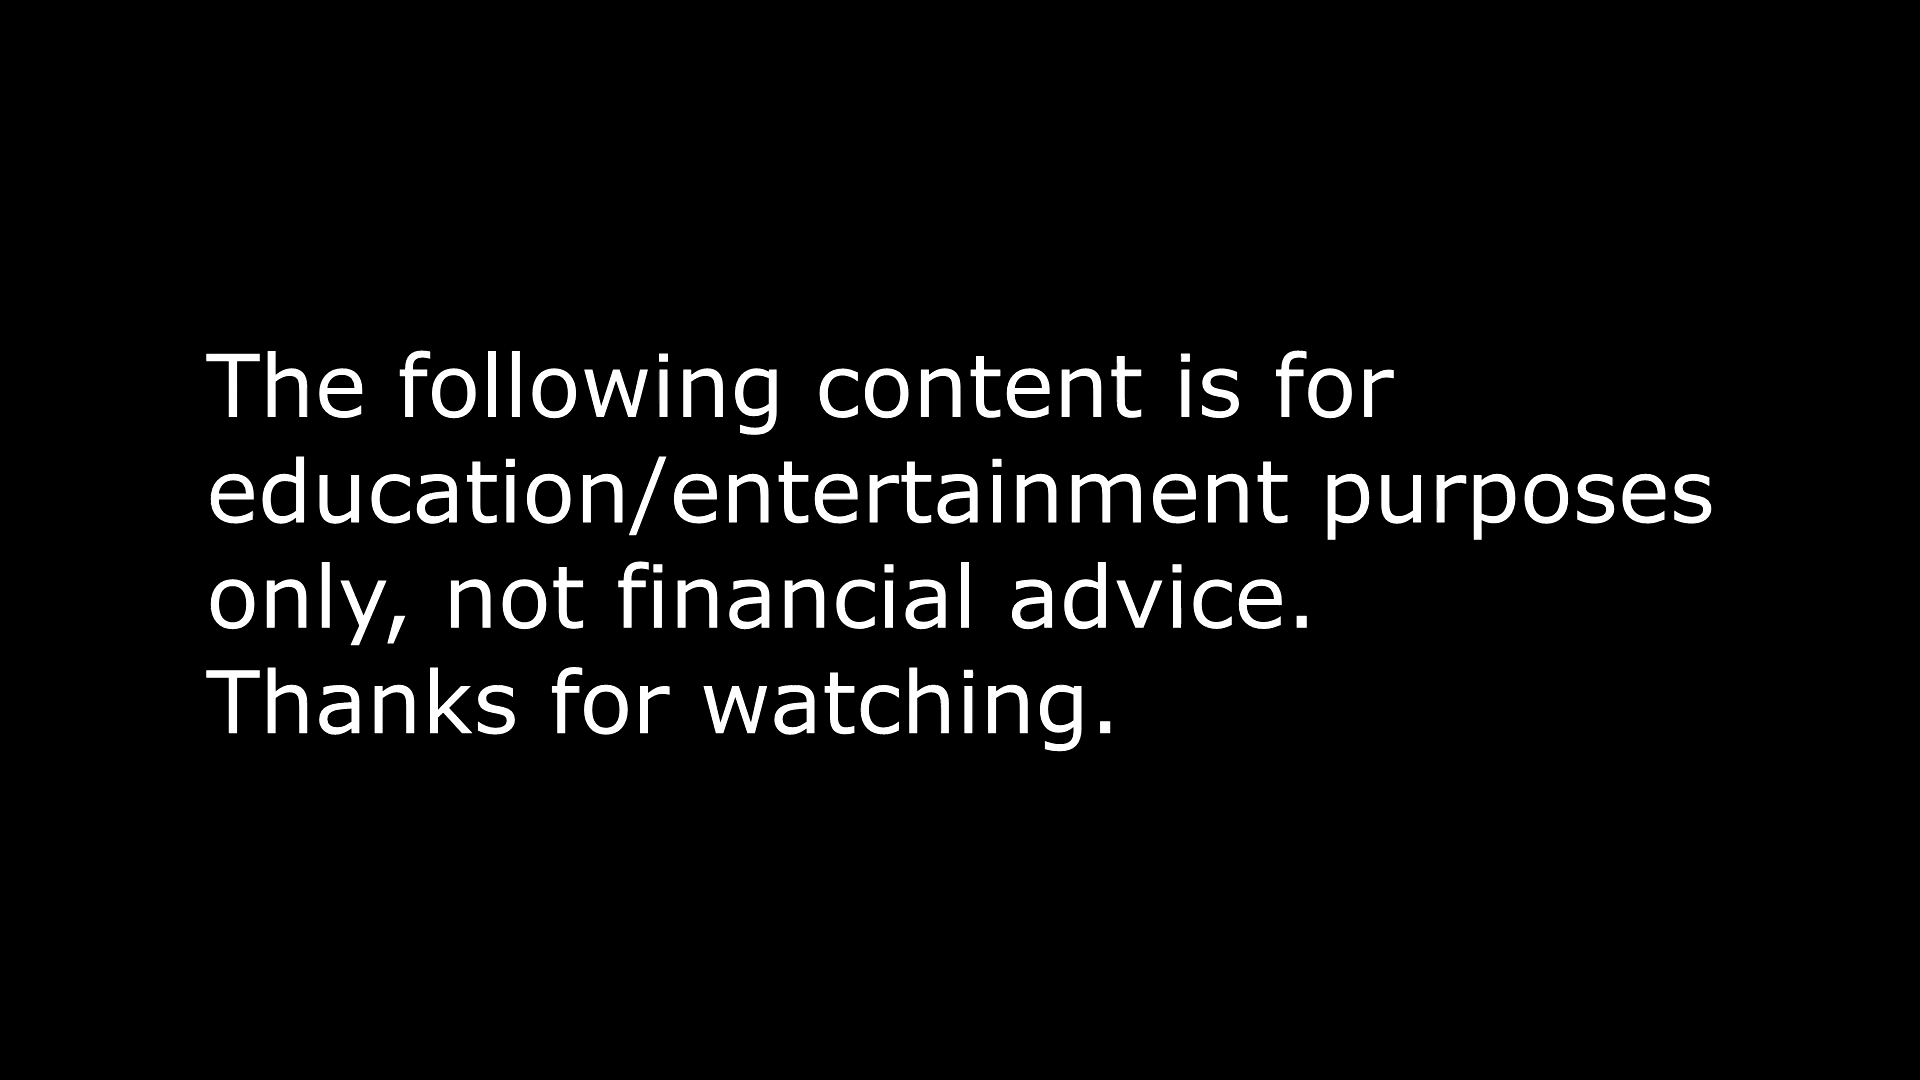 The following content is for
education/entertainment purposes
only, not financial advice.
Thanks for watching.